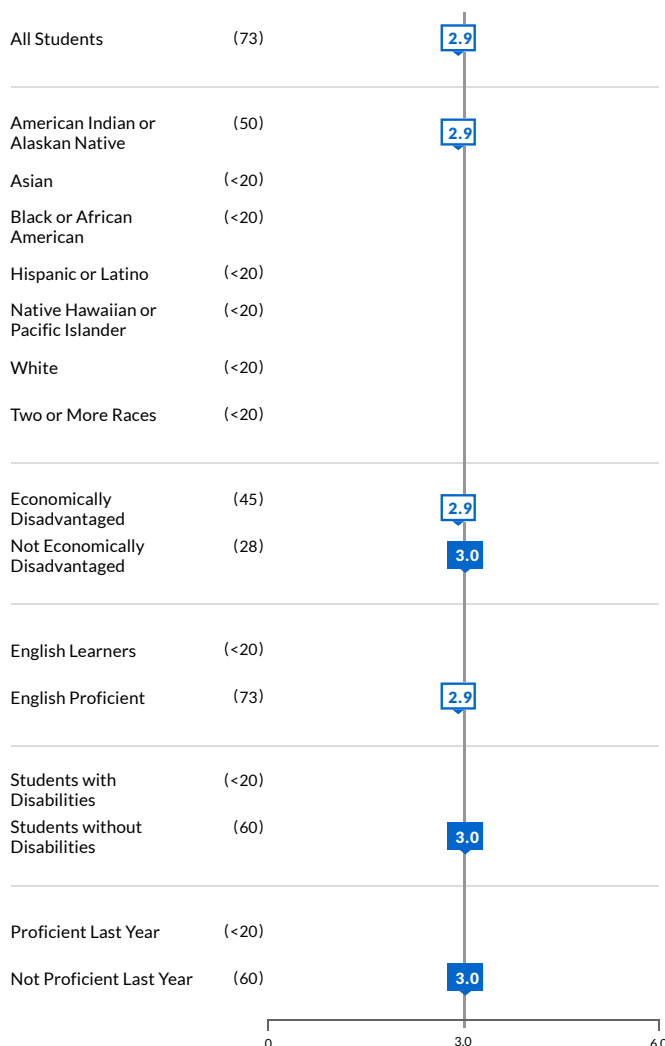 All Students (73) 2.9
American Indian or (50) 2.9
Alaskan Native
Asian (<20)
Black or African (<20)
American
Hispanic or Latino (<20)
Native Hawaiian or (<20)
Pacific Islander
White (<20)
Two or More Races (<20)
Economically (45) 2.9
Disadvantaged
Not Economically (28) 3.0
Disadvantaged
English Learners (<20)
English Proficient (73) 2.9
Students with (<20)
Disabilities
Students without (60) 3.0
Disabilities
Proficient Last Year (<20)
Not Proficient Last Year (60) 3.0
0 3.0 6.0